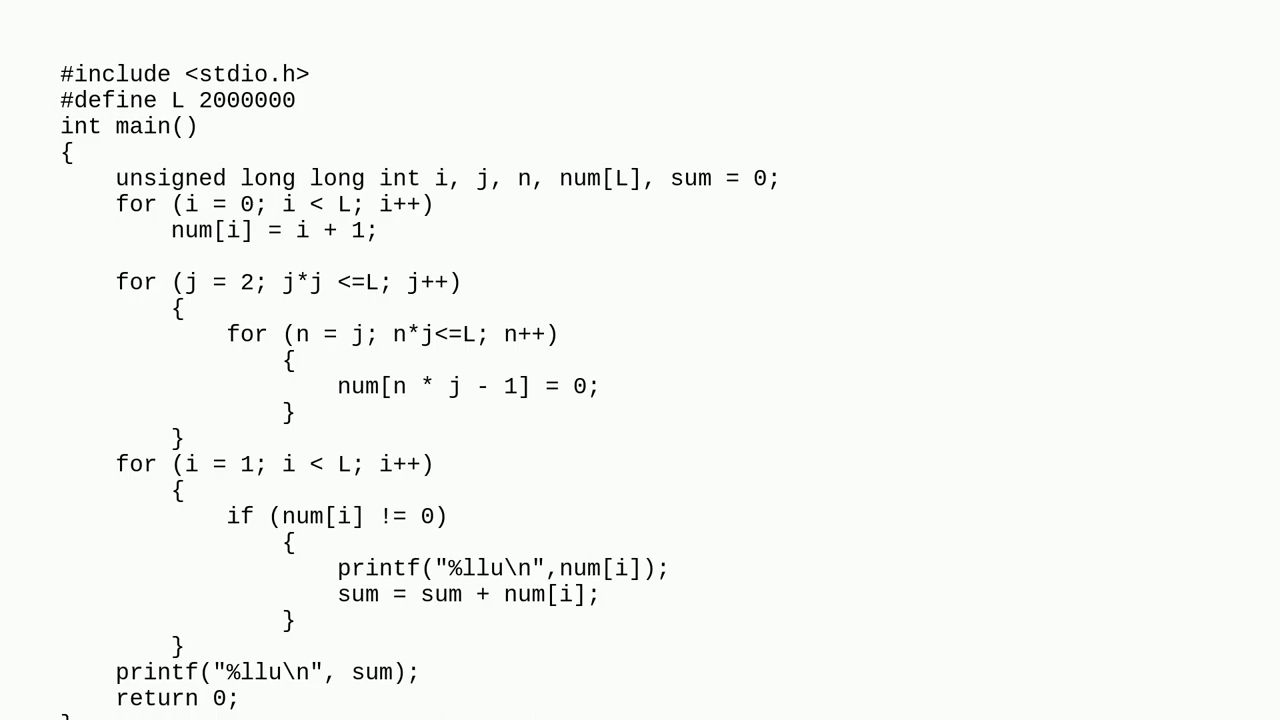 #include <stdio.h>
#define L 2000000
int main()
{
    unsigned long long int i, j, n, num[L], sum = 0;
    for (i = 0; i < L; i++)
        num[i] = i + 1;

    for (j = 2; j*j <=L; j++)
        {
            for (n = j; n*j<=L; n++)
                {
                    num[n * j - 1] = 0;
                }
        }
    for (i = 1; i < L; i++)
        {
            if (num[i] != 0)
                {
                    printf("%llu\n",num[i]);
                    sum = sum + num[i];
                }
        }
    printf("%llu\n", sum);
    return 0;
}